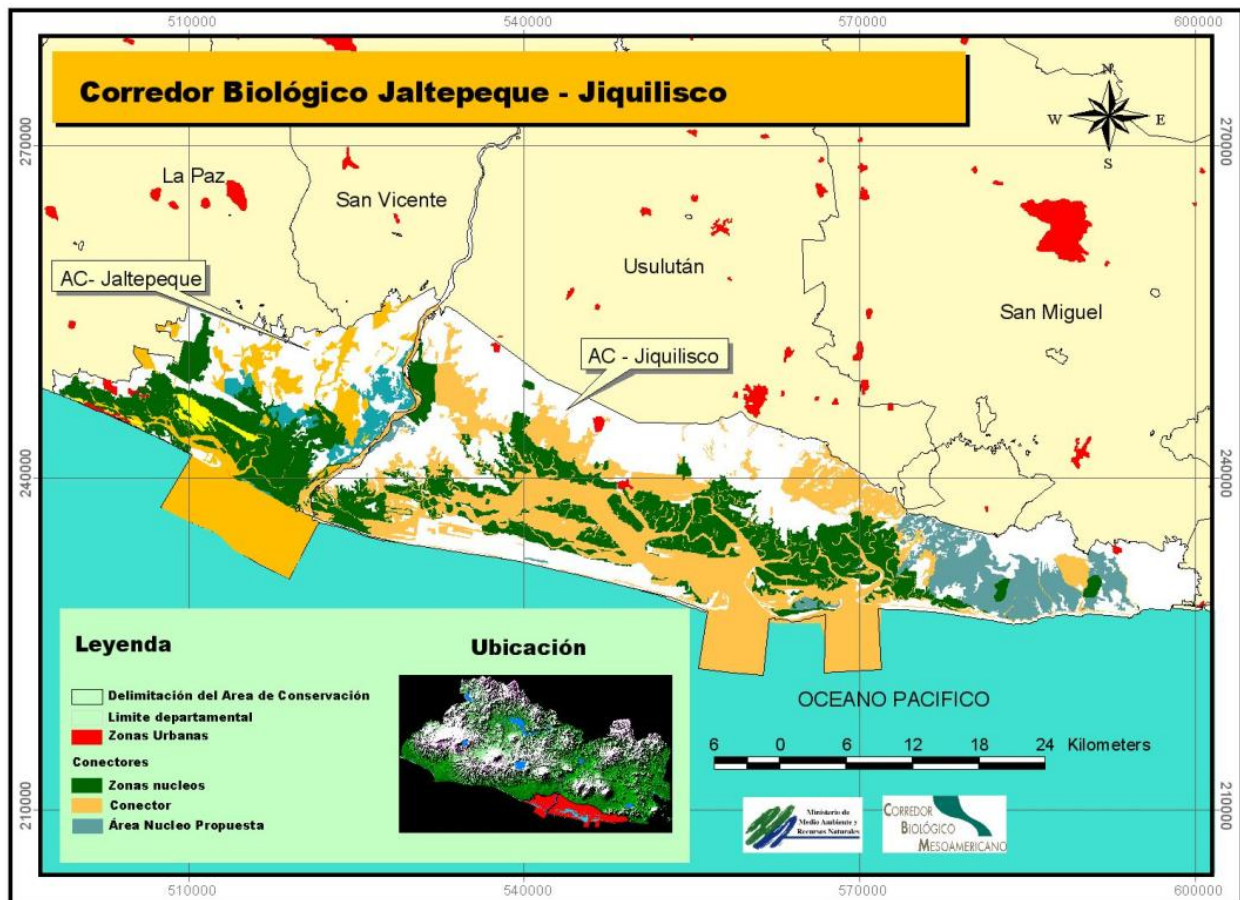 510000 540000 570000 600000
Corredor Biológico Jaltepeque - Jiquilisco
N
W E
S
270000 270000
La Paz
San Vicente
Usulután
AC- Jaltepeque
San Miguel
AC - Jiquilisco
240000 240000
Leyenda
Delimitación del Area de Conservación
Limite departamental
Zonas Urbanas
Conectores
Zonas nucleos
Conector
Área Nucleo Propuesta
Ubicación
OCEANO PACIFICO
6 0 6 12 18 24 Kilometers
Ministerio de
Medio Ambiente y
Recursos Naturales
CORREDOR
BIOLÓGICO
MESOAMERICANO
210000 210000
510000 540000 570000 600000